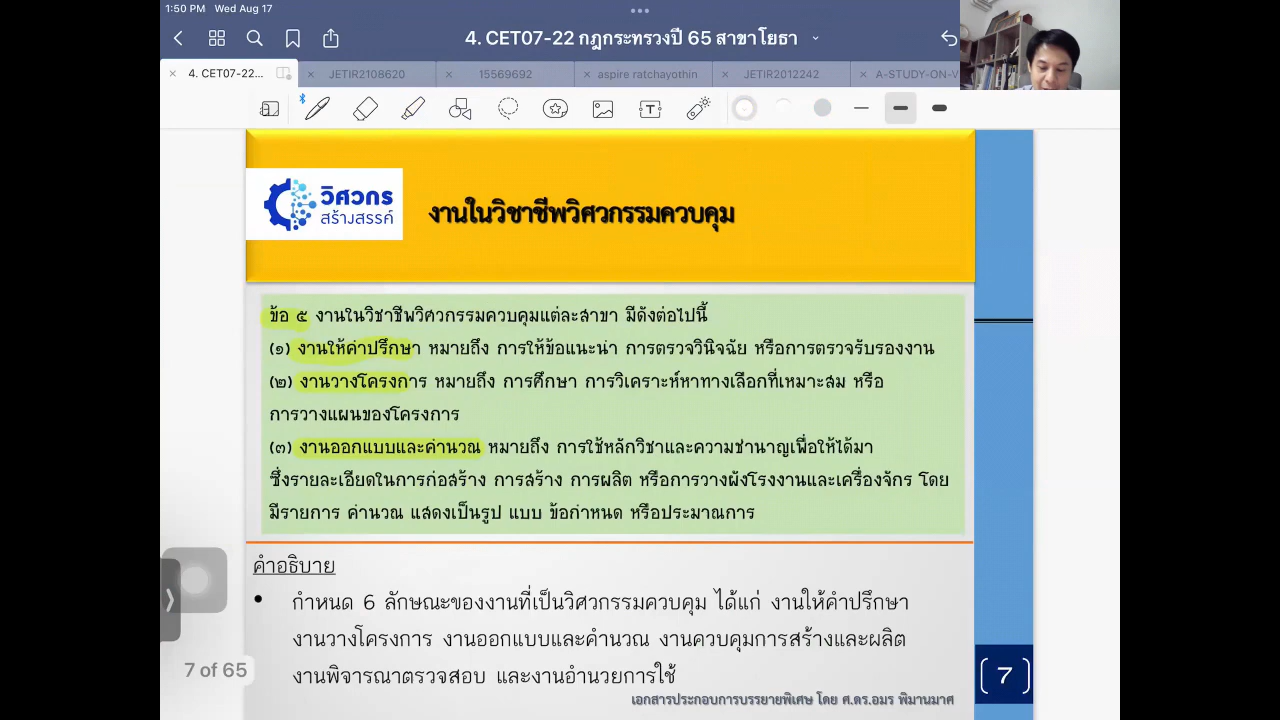 1:50 PM Wed Aug 17
4. CET07-22 กฎกระทรวงปี 65 สาขาโยธา
4. CET07-22...
JETIR2108620
15569692
aspire ratchayothin
JETIR2012242
A-STUDY-ON-V
วิศวกร
สร้างสรรค์
งานในวิชาชีพวิศวกรรมควบคุม
ข้อ ๕ งานในวิชาชีพวิศวกรรมควบคุมแต่ละสาขา มีดังต่อไปนี้
(๑) งานให้คำปรึกษา หมายถึง การให้ข้อแนะนำ การตรวจวินิจฉัย หรือการตรวจรับรองงาน
(๒) งานวางโครงการ หมายถึง การศึกษา การวิเคราะห์หาทางเลือกที่เหมาะสม หรือ
การวางแผนของโครงการ
(๓) งานออกแบบและคำนวณ หมายถึง การใช้หลักวิชาและความชำนาญเพื่อให้ได้มา
ซึ่งรายละเอียดในการก่อสร้าง การสร้าง การผลิต หรือการวางผังโรงงานและเครื่องจักร โดย
มีรายการ คำนวณ แสดงเป็นรูป แบบ ข้อกำหนด หรือประมาณการ
คำอธิบาย
• กำหนด 6 ลักษณะของงานที่เป็นวิศวกรรมควบคุม ได้แก่ งานให้คำปรึกษา
งานวางโครงการ งานออกแบบและคำนวณ งานควบคุมการสร้างและผลิต
งานพิจารณาตรวจสอบ และงานอำนวยการใช้
7 of 65
(7)
เอกสารประกอบการบรรยายพิเศษ โดย ศ.ดร.อมร พิมานมาศ